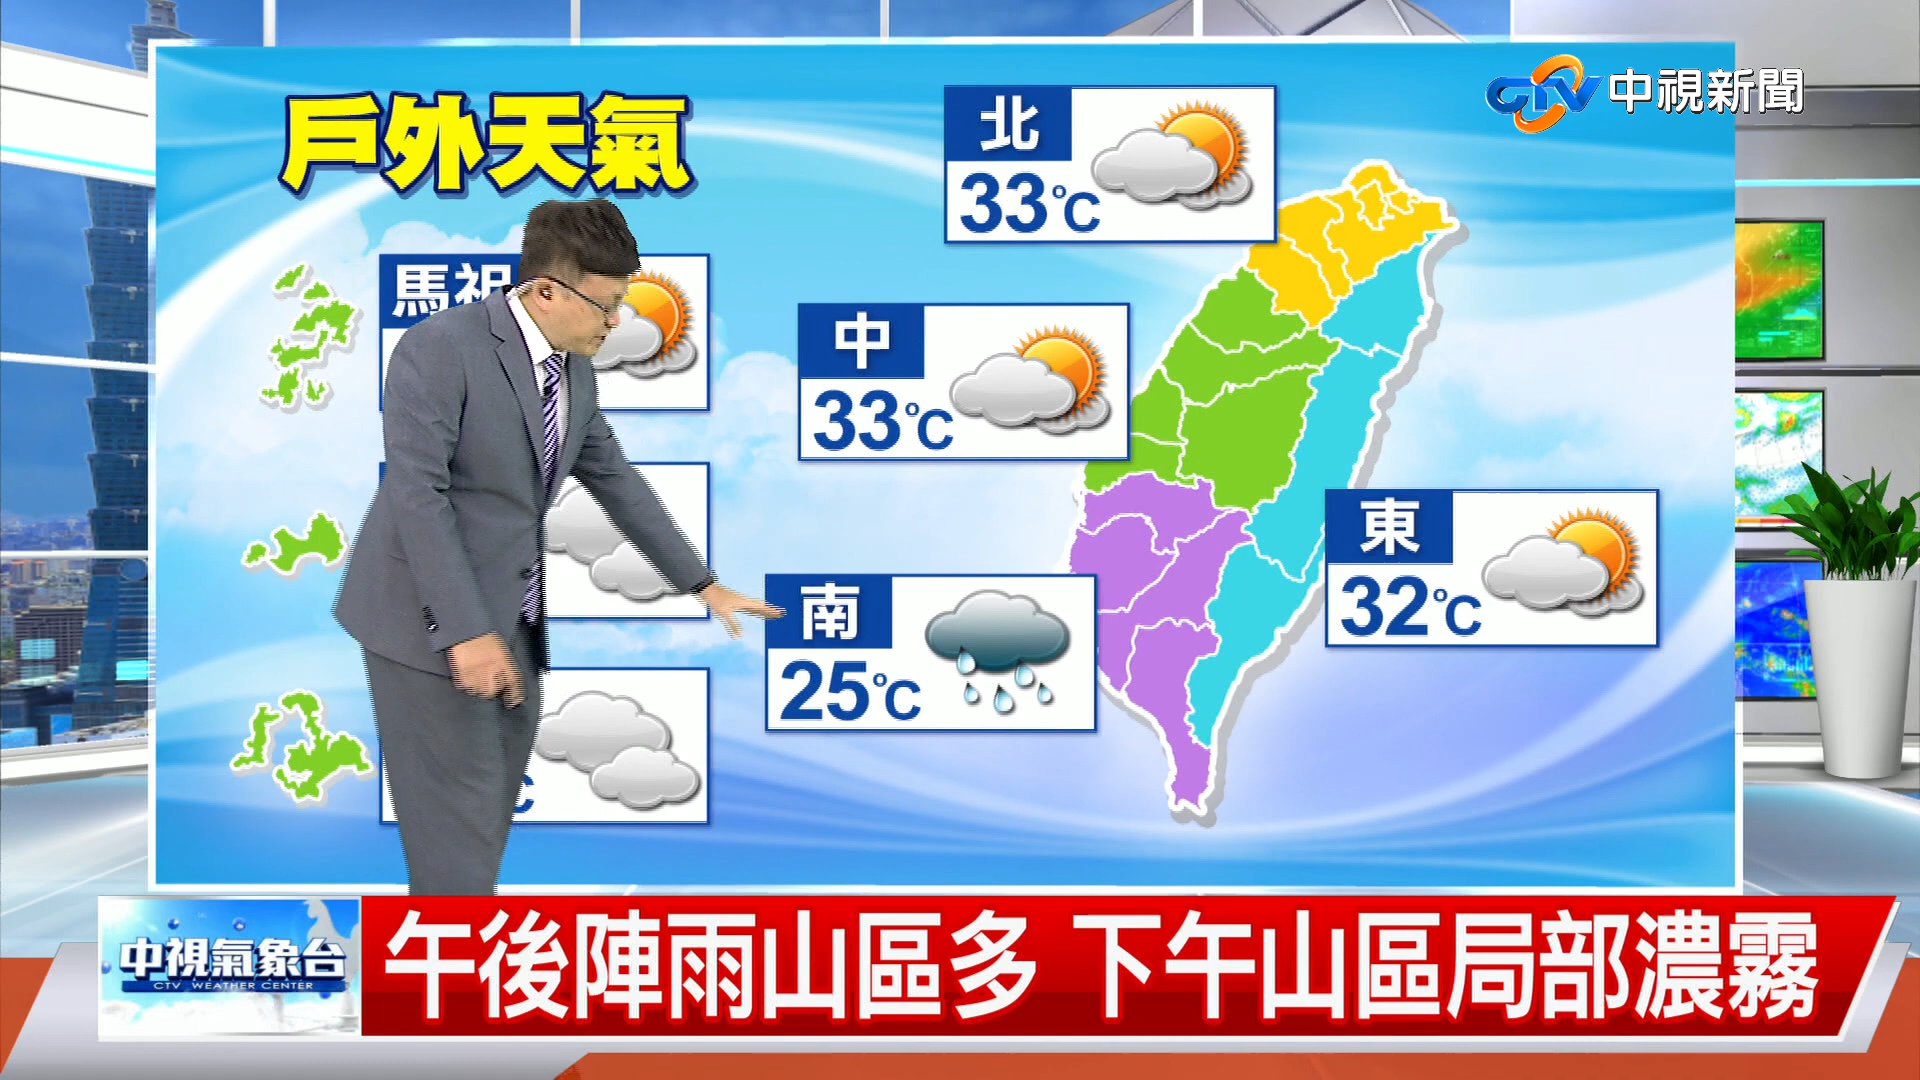 CTV 中視新聞
戶外天氣
北
33°C
馬祖
中
33°C
東
32°C
南
25°C
C
中視氣象台
CTV WEATHER CENTER
午後陣雨山區多 下午山區局部濃霧